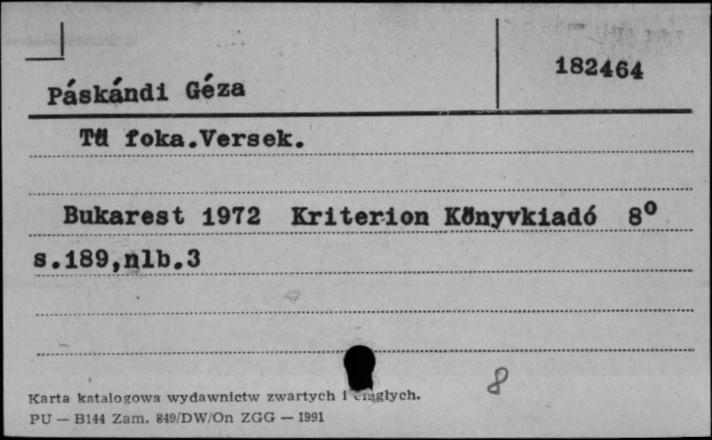 182464
Páskándi Géza
Tű foka.Versek.
Bukarest 1972 Kriterion Könyvkiadó 8⁰
s.189,nlb.3
8
Karta katalogowa wydawnictw zwartych i ciągłych.
PU — B144 Zam. 849/DW/On ZGG — 1991